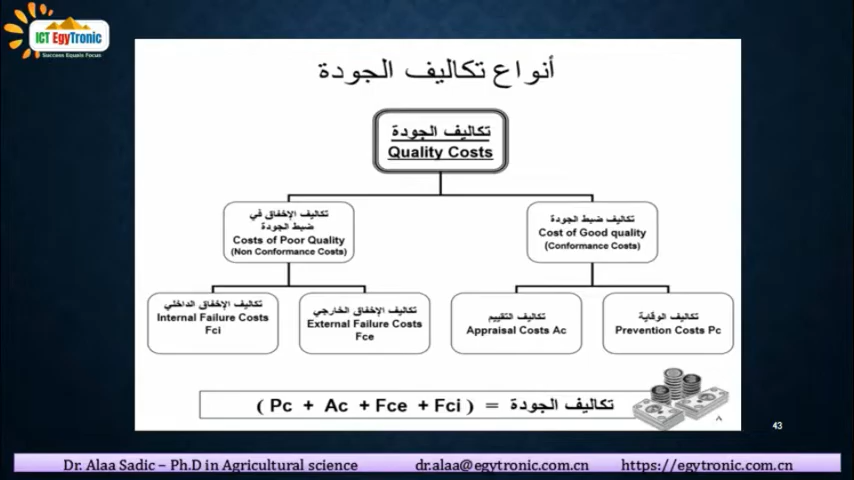 ICT EgyTronic
Success Equals Focus
أنواع تكاليف الجودة
تكاليف الجودة
Quality Costs
تكاليف الإخفاق في
ضبط الجودة
Costs of Poor Quality
(Non Conformance Costs)
تكاليف ضبط الجودة
Cost of Good quality
(Conformance Costs)
تكاليف الإخفاق الداخلي
Internal Failure Costs
Fci
تكاليف الإخفاق الخارجي
External Failure Costs
Fce
تكاليف التقييم
Appraisal Costs Ac
تكاليف الوقاية
Prevention Costs Pc
تكاليف الجودة = ( Pc + Ac + Fce + Fci )
٨
43
Dr. Alaa Sadic – Ph.D in Agricultural science dr.alaa@egytronic.com.cn https://egytronic.com.cn